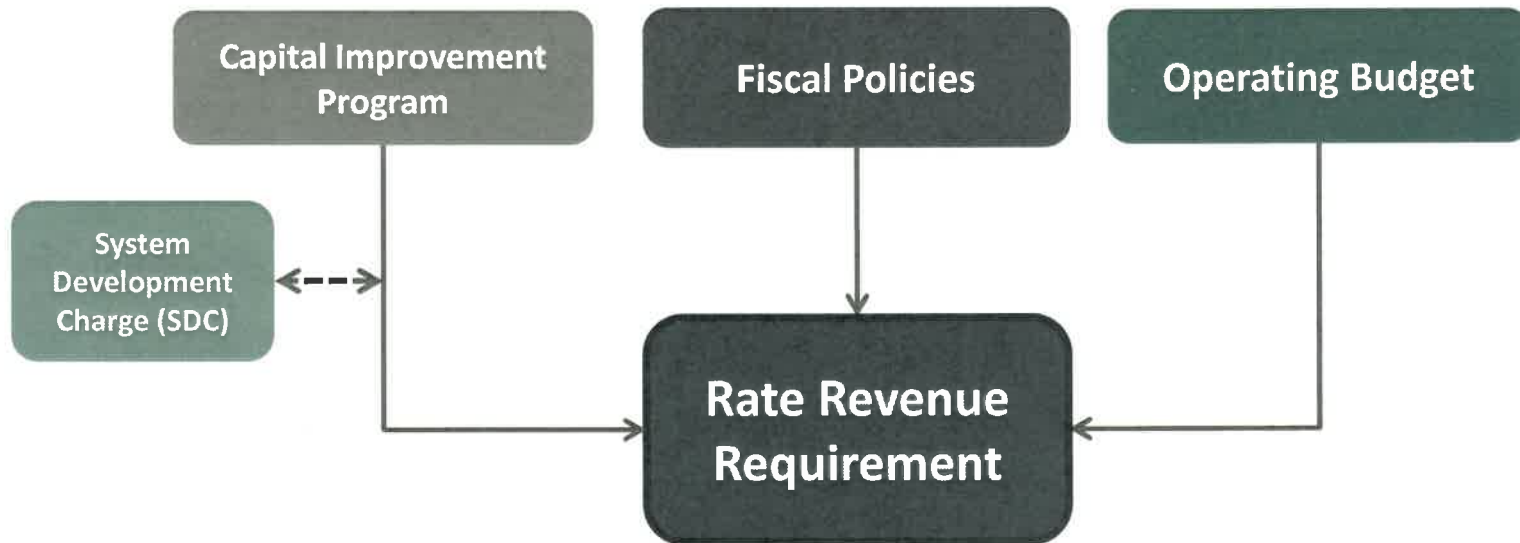 Capital Improvement
Program
Fiscal Policies
Operating Budget
System
Development
Charge (SDC)
Rate Revenue
Requirement